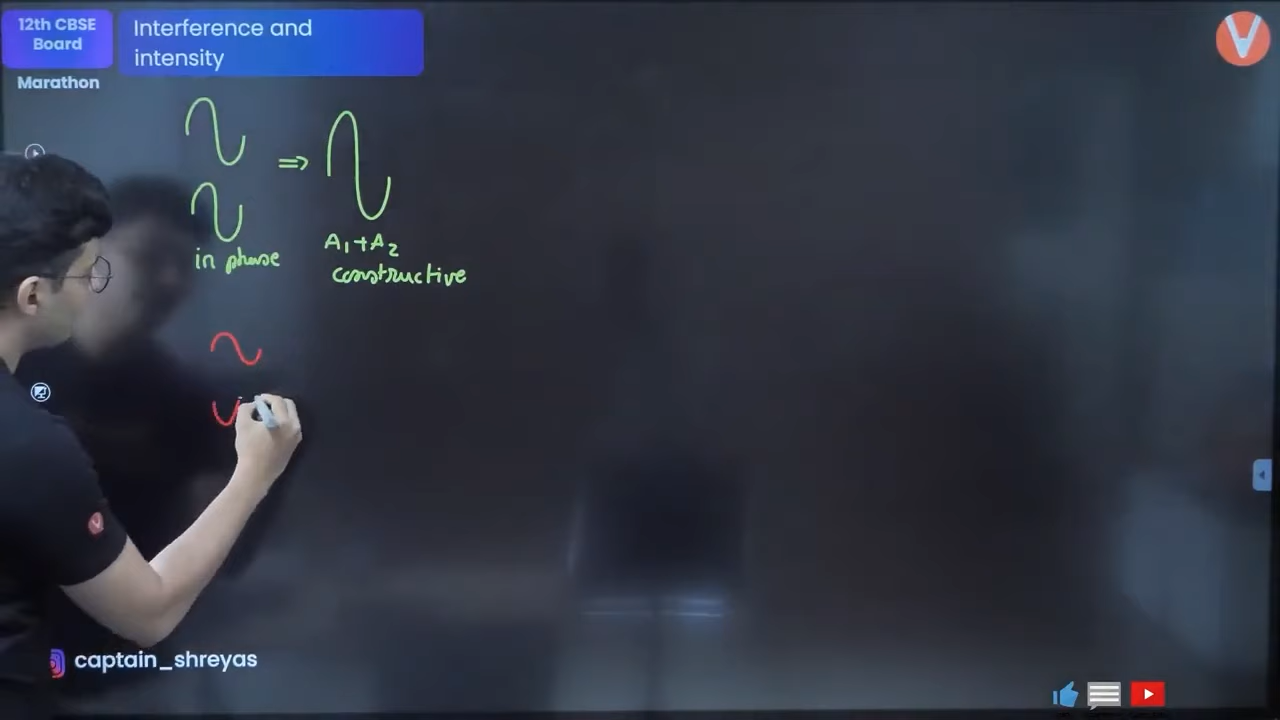 12th CBSE
Board
Marathon
Interference and
intensity
⇒
in phase
A₁+A₂
constructive
captain_shreyas